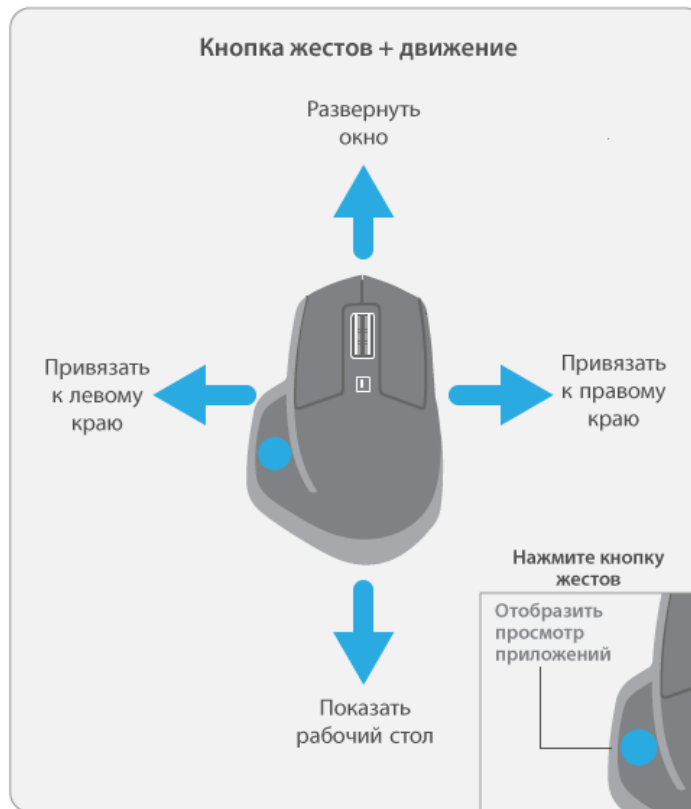 Кнопка жестов + движение
Развернуть
окно
Привязать
к левому
краю
Привязать
к правому
краю
Показать
рабочий стол
Нажмите кнопку
жестов
Отобразить
просмотр
приложений